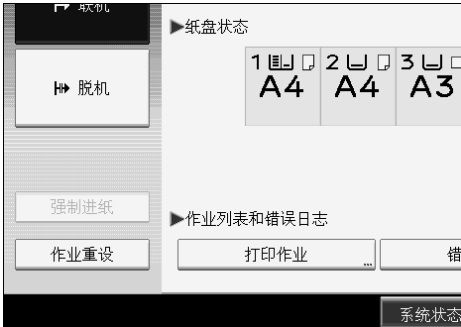 联机
▶纸盘状态
1 2 3
A4 A4 A3
脱机
强制进纸
▶作业列表和错误日志
作业重设
打印作业...
错
系统状态